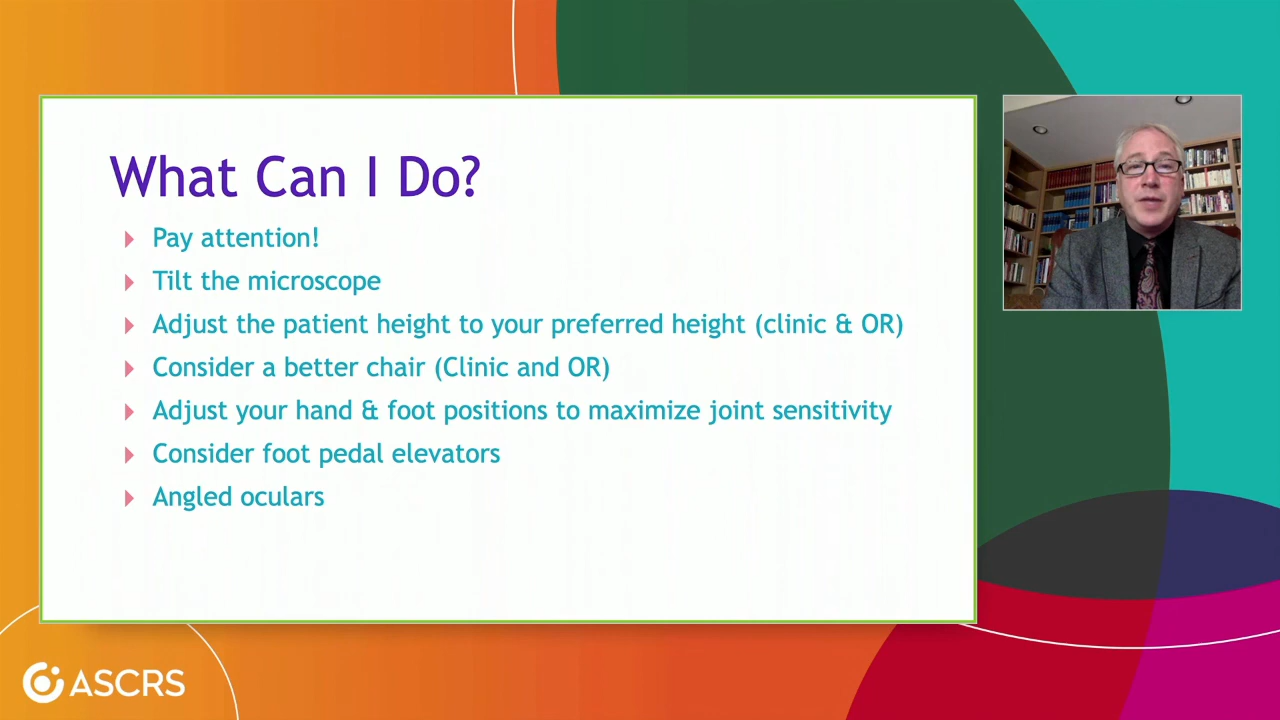 What Can I Do?
Pay attention!
Tilt the microscope
Adjust the patient height to your preferred height (clinic & OR)
Consider a better chair (Clinic and OR)
Adjust your hand & foot positions to maximize joint sensitivity
Consider foot pedal elevators
Angled oculars
ASCRS